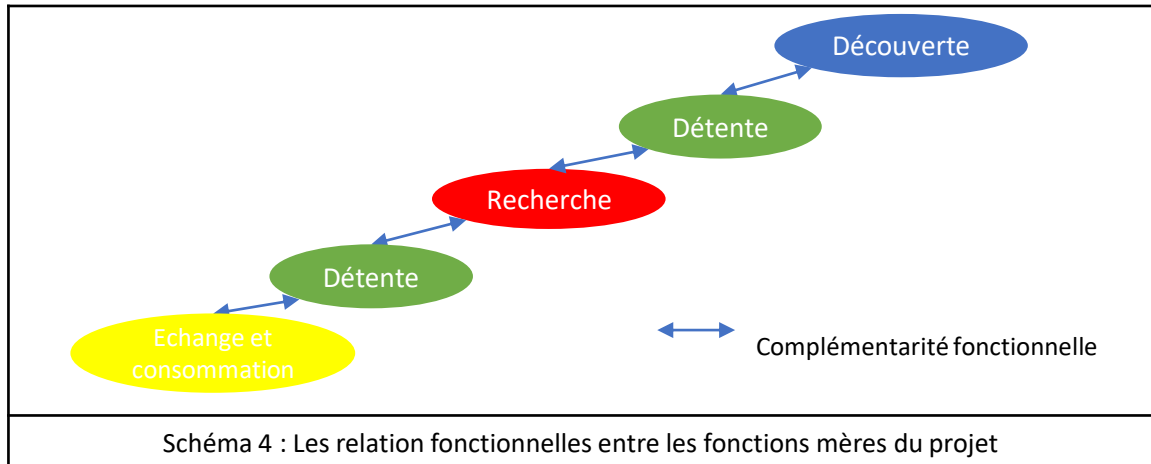 Découverte
Détente
Recherche
Détente
Echange et
consommation
Complémentarité fonctionnelle
Schéma 4 : Les relation fonctionnelles entre les fonctions mères du projet